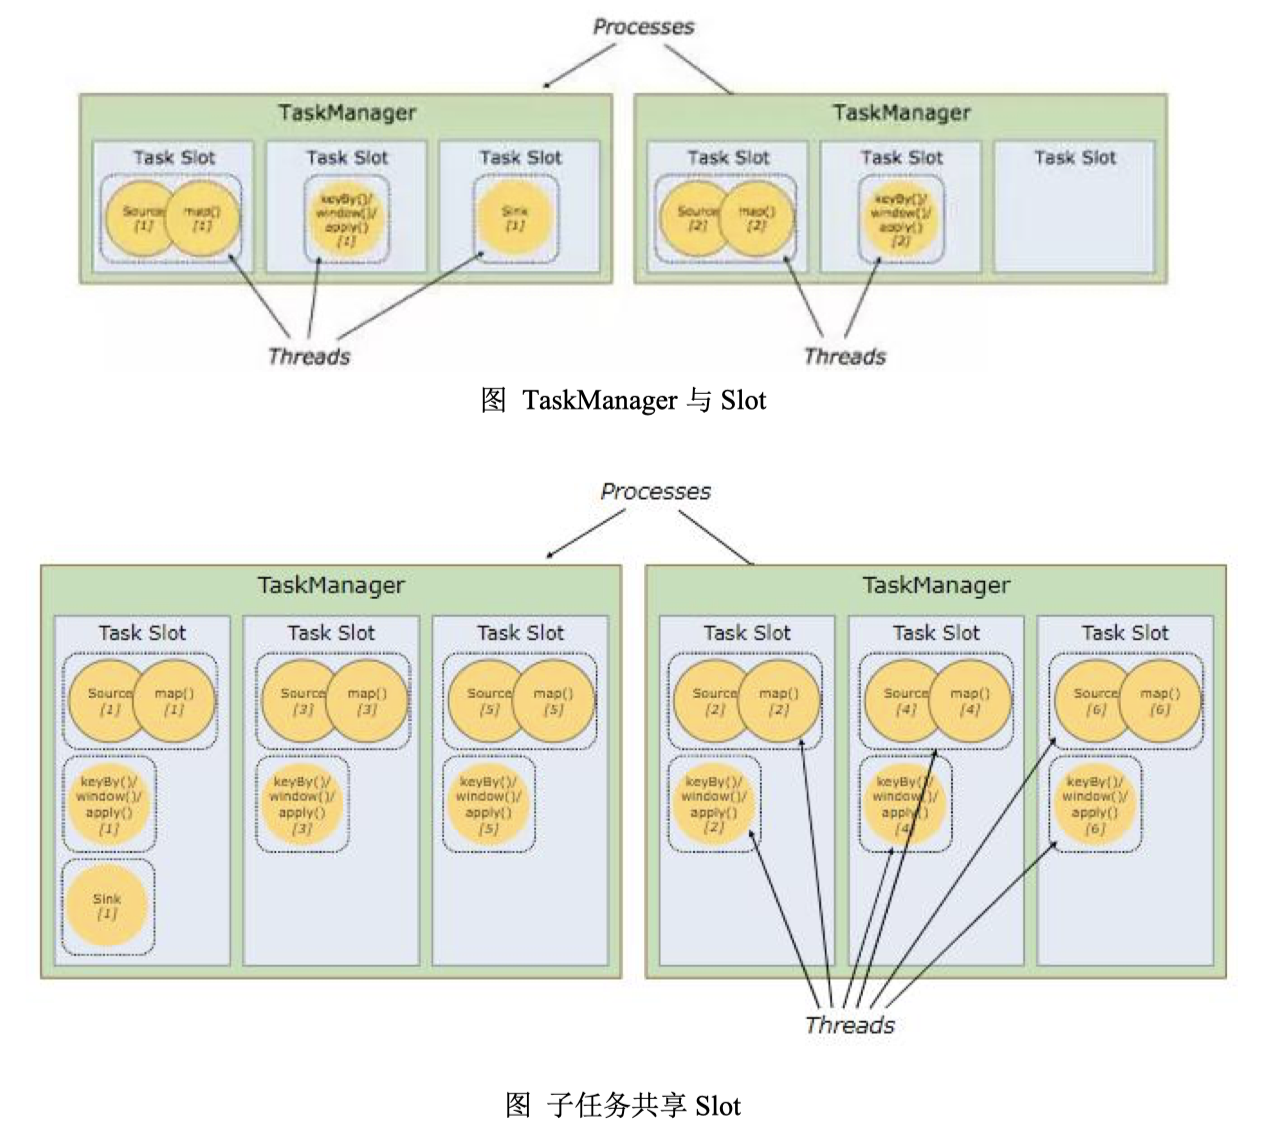 Processes
TaskManager
TaskManager
Task Slot
Task Slot
Task Slot
Task Slot
Task Slot
Task Slot
Source
[1]
map()
[1]
keyBy()/
window()/
apply()
[1]
Sink
[1]
Source
[2]
map()
[2]
keyBy()/
window()/
apply()
[2]
Threads
Threads
图 TaskManager 与 Slot
Processes
TaskManager
TaskManager
Task Slot
Task Slot
Task Slot
Task Slot
Task Slot
Task Slot
Source
[1]
map()
[1]
Source
[3]
map()
[3]
Source
[5]
map()
[5]
Source
[2]
map()
[2]
Source
[4]
map()
[4]
Source
[6]
map()
[6]
keyBy()/
window()/
apply()
[1]
keyBy()/
window()/
apply()
[3]
keyBy()/
window()/
apply()
[5]
keyBy()/
window()/
apply()
[2]
keyBy()/
window()/
apply()
[4]
keyBy()/
window()/
apply()
[6]
Sink
[1]
Threads
图 子任务共享 Slot